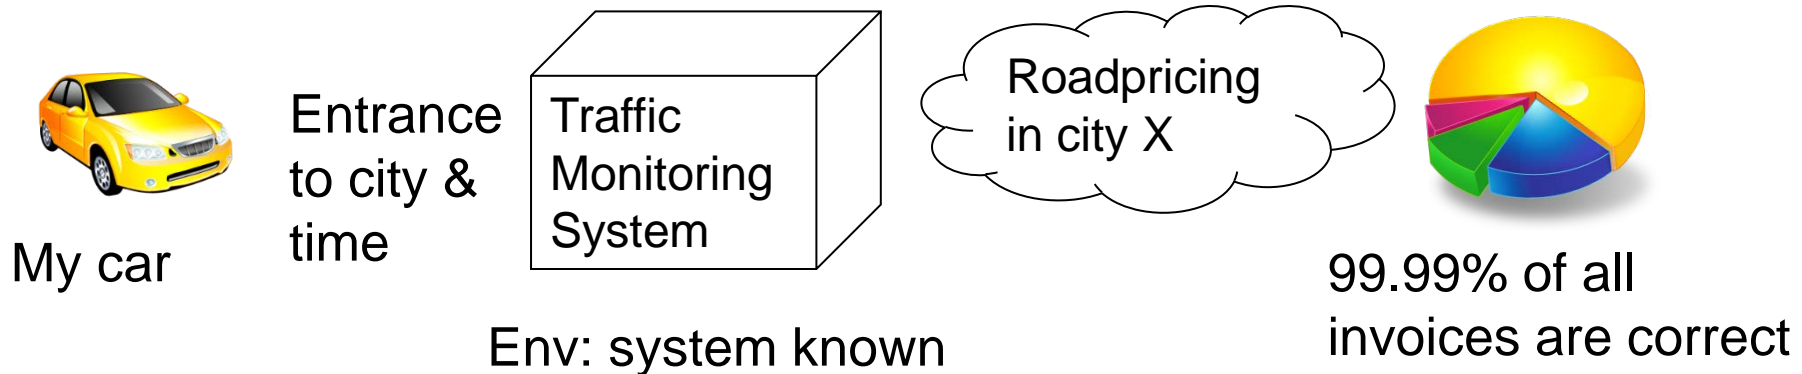 My car
Entrance
to city &
time
Traffic
Monitoring
System
Env: system known
Roadpricing
in city X
99.99% of all
invoices are correct